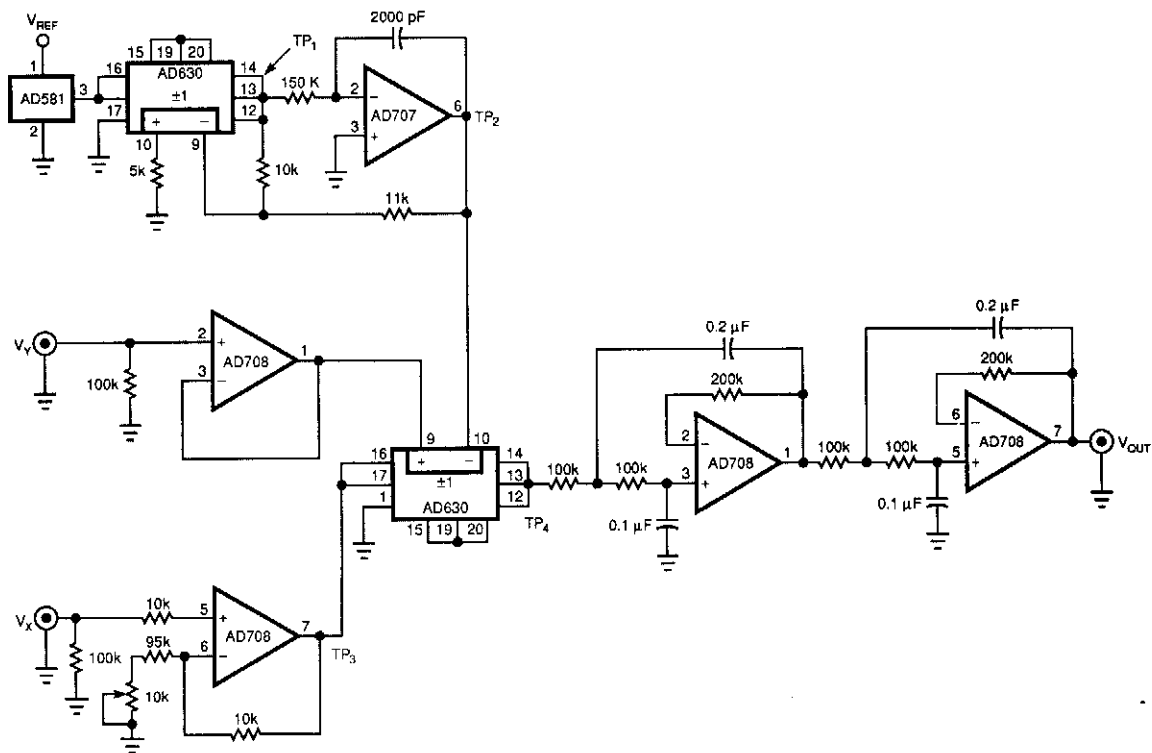 V_REF
1
AD581
3
2
15 19 20
AD630
±1
16
17
14
13
12
+ −
10 9
TP1
5k
10k
150 K
2000 pF
2
−
AD707
3
+
6
TP2
11k
V_Y
100k
2
+
AD708
3
−
1
9 10
+ −
16
17
1
±1
AD630
14
13
12
15 19 20
TP4
V_X
100k
10k
95k
10k
5
+
AD708
6
−
7
TP3
10k
100k
100k
0.1 µF
0.2 µF
200k
2
−
AD708
3
+
1
100k
100k
0.1 µF
0.2 µF
200k
6
−
AD708
5
+
7
V_OUT